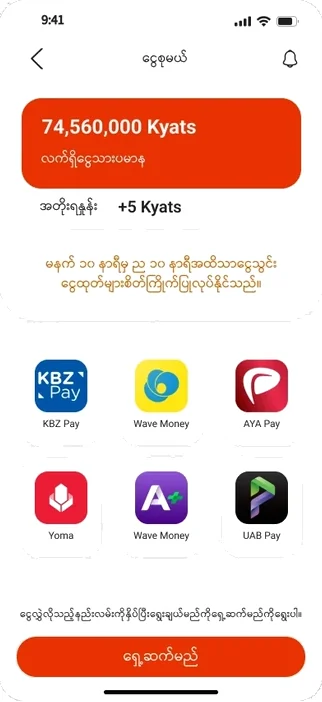 9:41
ငွေစုမယ်
74,560,000 Kyats
လက်ရှိငွေသားပမာန
အတိုးရနှုန်း +5 Kyats
မနက် ၁၀ နာရီမှ ည ၁၀ နာရီအထိသာငွေသွင်း
ငွေထုတ်များစိတ်ကြိုက်ပြုလုပ်နိုင်သည်။
KBZ Pay
KBZ Pay Wave Money AYA Pay
A+
Yoma Wave Money UAB Pay
ငွေလွှဲလိုသည့်နည်းလမ်းကိုနှိပ်ပြီးရွေးချယ်မည်ကိုရှေ့ဆက်မည်ကိုရွေးပါ။
ရှေ့ဆက်မည်